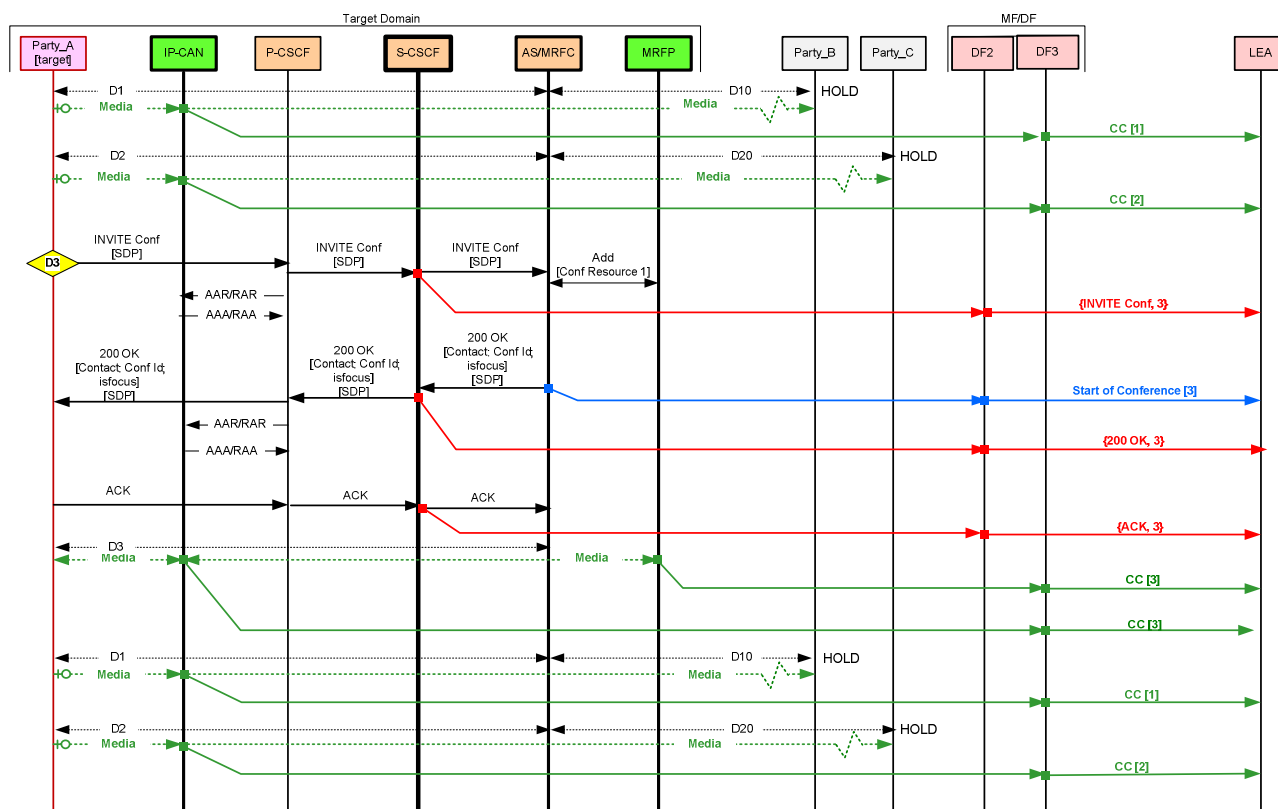 Target Domain
MF/DF
Party_A
[target]
IP-CAN
P-CSCF
S-CSCF
AS/MRFC
MRFP
Party_B
Party_C
DF2
DF3
LEA
D1
D10
HOLD
Media
Media
CC [1]
D2
D20
HOLD
Media
Media
CC [2]
D3
INVITE Conf
[SDP]
INVITE Conf
[SDP]
INVITE Conf
[SDP]
Add
[Conf Resource 1]
AAR/RAR
AAA/RAA
{INVITE Conf, 3}
200 OK
[Contact: Conf Id;
isfocus]
[SDP]
200 OK
[Contact: Conf Id;
isfocus]
[SDP]
200 OK
[Contact: Conf Id;
isfocus]
[SDP]
Start of Conference [3]
AAR/RAR
{200 OK, 3}
AAA/RAA
ACK
ACK
ACK
{ACK, 3}
D3
Media
Media
CC [3]
CC [3]
D1
D10
HOLD
Media
Media
CC [1]
D2
D20
HOLD
Media
Media
CC [2]